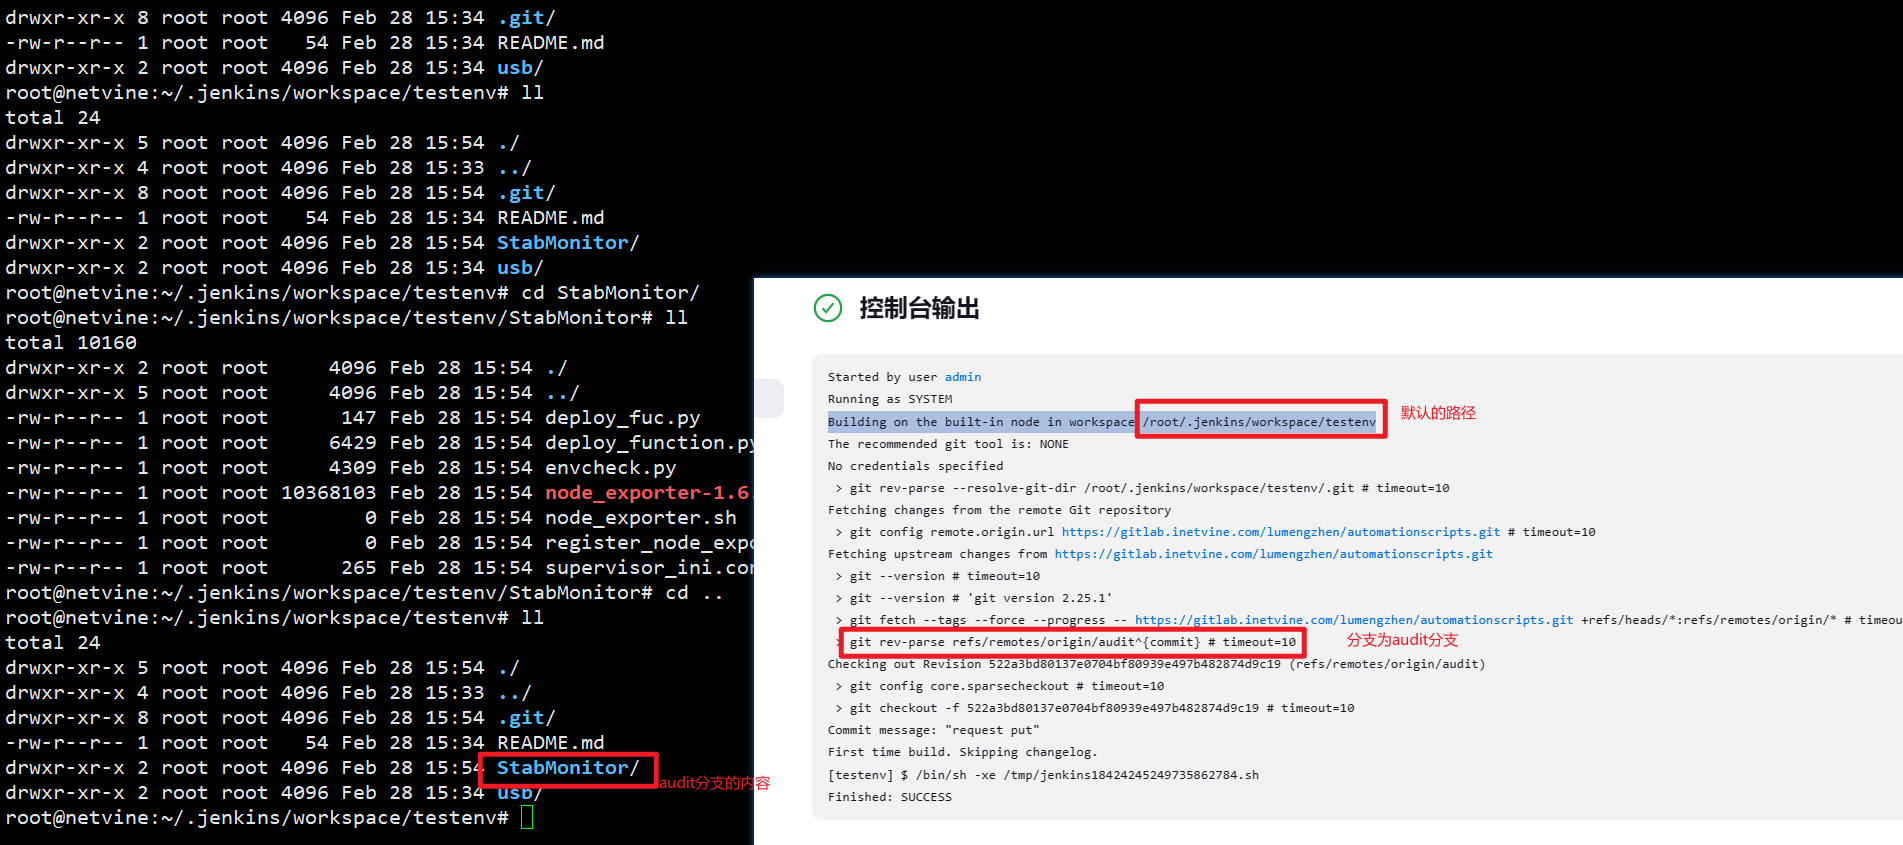 drwxr-xr-x 8 root root 4096 Feb 28 15:34 .git/
-rw-r--r-- 1 root root   54 Feb 28 15:34 README.md
drwxr-xr-x 2 root root 4096 Feb 28 15:34 usb/
root@netvine:~/.jenkins/workspace/testenv# ll
total 24
drwxr-xr-x 5 root root 4096 Feb 28 15:54 ./
drwxr-xr-x 4 root root 4096 Feb 28 15:33 ../
drwxr-xr-x 8 root root 4096 Feb 28 15:54 .git/
-rw-r--r-- 1 root root   54 Feb 28 15:34 README.md
drwxr-xr-x 2 root root 4096 Feb 28 15:54 StabMonitor/
drwxr-xr-x 2 root root 4096 Feb 28 15:34 usb/
root@netvine:~/.jenkins/workspace/testenv# cd StabMonitor/
root@netvine:~/.jenkins/workspace/testenv/StabMonitor# ll
total 10160
drwxr-xr-x 2 root root     4096 Feb 28 15:54 ./
drwxr-xr-x 5 root root     4096 Feb 28 15:54 ../
-rw-r--r-- 1 root root      147 Feb 28 15:54 deploy_fuc.py
-rw-r--r-- 1 root root     6429 Feb 28 15:54 deploy_function.py
-rw-r--r-- 1 root root     4309 Feb 28 15:54 envcheck.py
-rw-r--r-- 1 root root 10368103 Feb 28 15:54 node_exporter-1.6.
-rw-r--r-- 1 root root        0 Feb 28 15:54 node_exporter.sh
-rw-r--r-- 1 root root        0 Feb 28 15:54 register_node_expo
-rw-r--r-- 1 root root      265 Feb 28 15:54 supervisor_ini.con
root@netvine:~/.jenkins/workspace/testenv/StabMonitor# cd ..
root@netvine:~/.jenkins/workspace/testenv# ll
total 24
drwxr-xr-x 5 root root 4096 Feb 28 15:54 ./
drwxr-xr-x 4 root root 4096 Feb 28 15:33 ../
drwxr-xr-x 8 root root 4096 Feb 28 15:54 .git/
-rw-r--r-- 1 root root   54 Feb 28 15:34 README.md
drwxr-xr-x 2 root root 4096 Feb 28 15:54 StabMonitor/
audit分支的内容
drwxr-xr-x 2 root root 4096 Feb 28 15:34 usb/
root@netvine:~/.jenkins/workspace/testenv#
控制台输出
Started by user admin
Running as SYSTEM
Building on the built-in node in workspace /root/.jenkins/workspace/testenv
默认的路径
The recommended git tool is: NONE
No credentials specified
> git rev-parse --resolve-git-dir /root/.jenkins/workspace/testenv/.git # timeout=10
Fetching changes from the remote Git repository
> git config remote.origin.url https://gitlab.inetvine.com/lumengzhen/automationscripts.git # timeout=10
Fetching upstream changes from https://gitlab.inetvine.com/lumengzhen/automationscripts.git
> git --version # timeout=10
> git --version # 'git version 2.25.1'
> git fetch --tags --force --progress -- https://gitlab.inetvine.com/lumengzhen/automationscripts.git +refs/heads/*:refs/remotes/origin/* # timeou
> git rev-parse refs/remotes/origin/audit^{commit} # timeout=10
分支为audit分支
Checking out Revision 522a3bd80137e0704bf80939e497b482874d9c19 (refs/remotes/origin/audit)
> git config core.sparsecheckout # timeout=10
> git checkout -f 522a3bd80137e0704bf80939e497b482874d9c19 # timeout=10
Commit message: "request put"
First time build. Skipping changelog.
[testenv] $ /bin/sh -xe /tmp/jenkins18424245249735862784.sh
Finished: SUCCESS